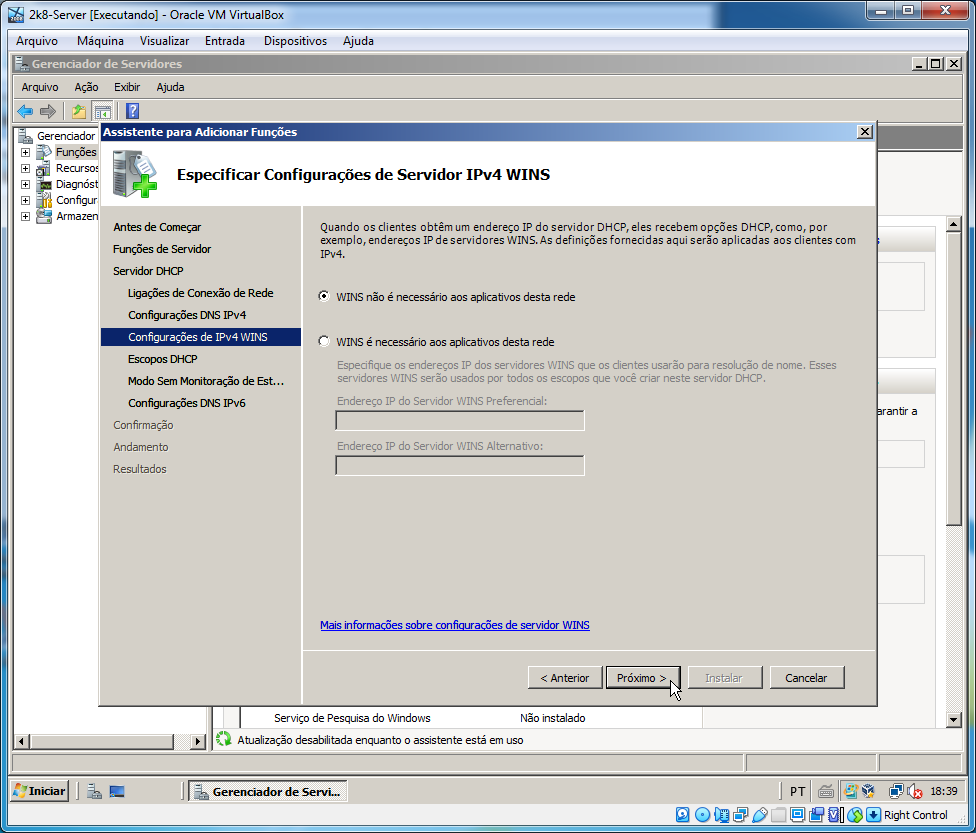 2k8-Server [Executando] - Oracle VM VirtualBox
Arquivo Máquina Visualizar Entrada Dispositivos Ajuda
Gerenciador de Servidores
Arquivo Ação Exibir Ajuda
Gerenciador
Funções
Recursos
Diagnóst
Configur
Armazen
Assistente para Adicionar Funções
Especificar Configurações de Servidor IPv4 WINS
Antes de Começar
Funções de Servidor
Servidor DHCP
Ligações de Conexão de Rede
Configurações DNS IPv4
Configurações de IPv4 WINS
Escopos DHCP
Modo Sem Monitoração de Est...
Configurações DNS IPv6
Confirmação
Andamento
Resultados
Quando os clientes obtêm um endereço IP do servidor DHCP, eles recebem opções DHCP, como, por
exemplo, endereços IP de servidores WINS. As definições fornecidas aqui serão aplicadas aos clientes com
IPv4.
WINS não é necessário aos aplicativos desta rede
WINS é necessário aos aplicativos desta rede
Especifique os endereços IP dos servidores WINS que os clientes usarão para resolução de nome. Esses
servidores WINS serão usados por todos os escopos que você criar neste servidor DHCP.
Endereço IP do Servidor WINS Preferencial:
Endereço IP do Servidor WINS Alternativo:
Mais informações sobre configurações de servidor WINS
< Anterior Próximo > Instalar Cancelar
arantir a
Serviço de Pesquisa do Windows Não instalado
Atualização desabilitada enquanto o assistente está em uso
Iniciar Gerenciador de Servi... PT 18:39
Right Control